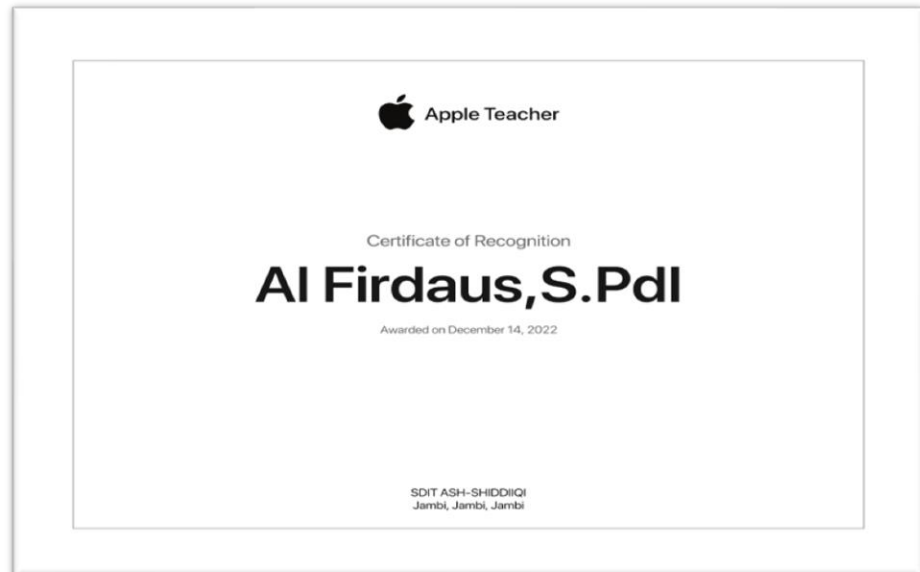 Apple Teacher
Certificate of Recognition
Al Firdaus,S.PdI
Awarded on December 14, 2022
SDIT ASH-SHIDDIIQI
Jambi, Jambi, Jambi